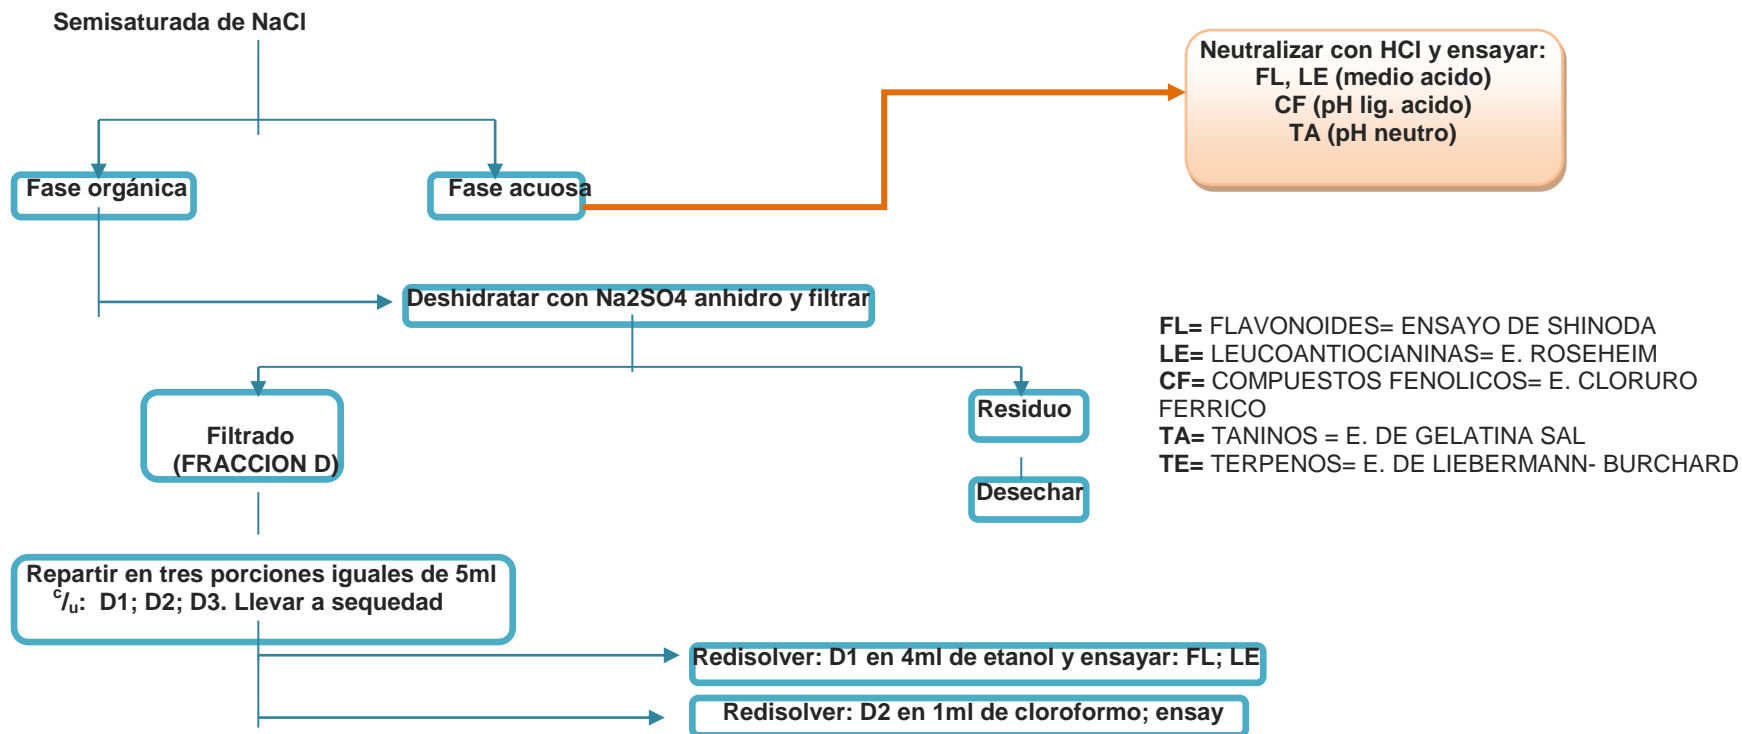 Semisaturada de NaCl
Neutralizar con HCl y ensayar:
FL, LE (medio acido)
CF (pH lig. acido)
TA (pH neutro)
Fase orgánica
Fase acuosa
Deshidratar con Na2SO4 anhidro y filtrar
FL= FLAVONOIDES= ENSAYO DE SHINODA
LE= LEUCOANTIOCIANINAS= E. ROSEHEIM
CF= COMPUESTOS FENOLICOS= E. CLORURO
FERRICO
TA= TANINOS = E. DE GELATINA SAL
TE= TERPENOS= E. DE LIEBERMANN- BURCHARD
Filtrado
(FRACCION D)
Residuo
Desechar
Repartir en tres porciones iguales de 5ml
c/u: D1; D2; D3. Llevar a sequedad
Redisolver: D1 en 4ml de etanol y ensayar: FL; LE
Redisolver: D2 en 1ml de cloroformo; ensay